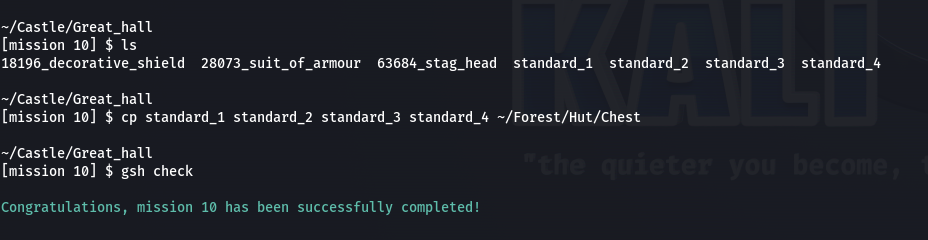 ~/Castle/Great_hall
[mission 10] $ ls
18196_decorative_shield  28073_suit_of_armour  63684_stag_head  standard_1  standard_2  standard_3  standard_4
~/Castle/Great_hall
[mission 10] $ cp standard_1 standard_2 standard_3 standard_4 ~/Forest/Hut/Chest
~/Castle/Great_hall
[mission 10] $ gsh check
Congratulations, mission 10 has been successfully completed!
KALI
"the quieter you become,